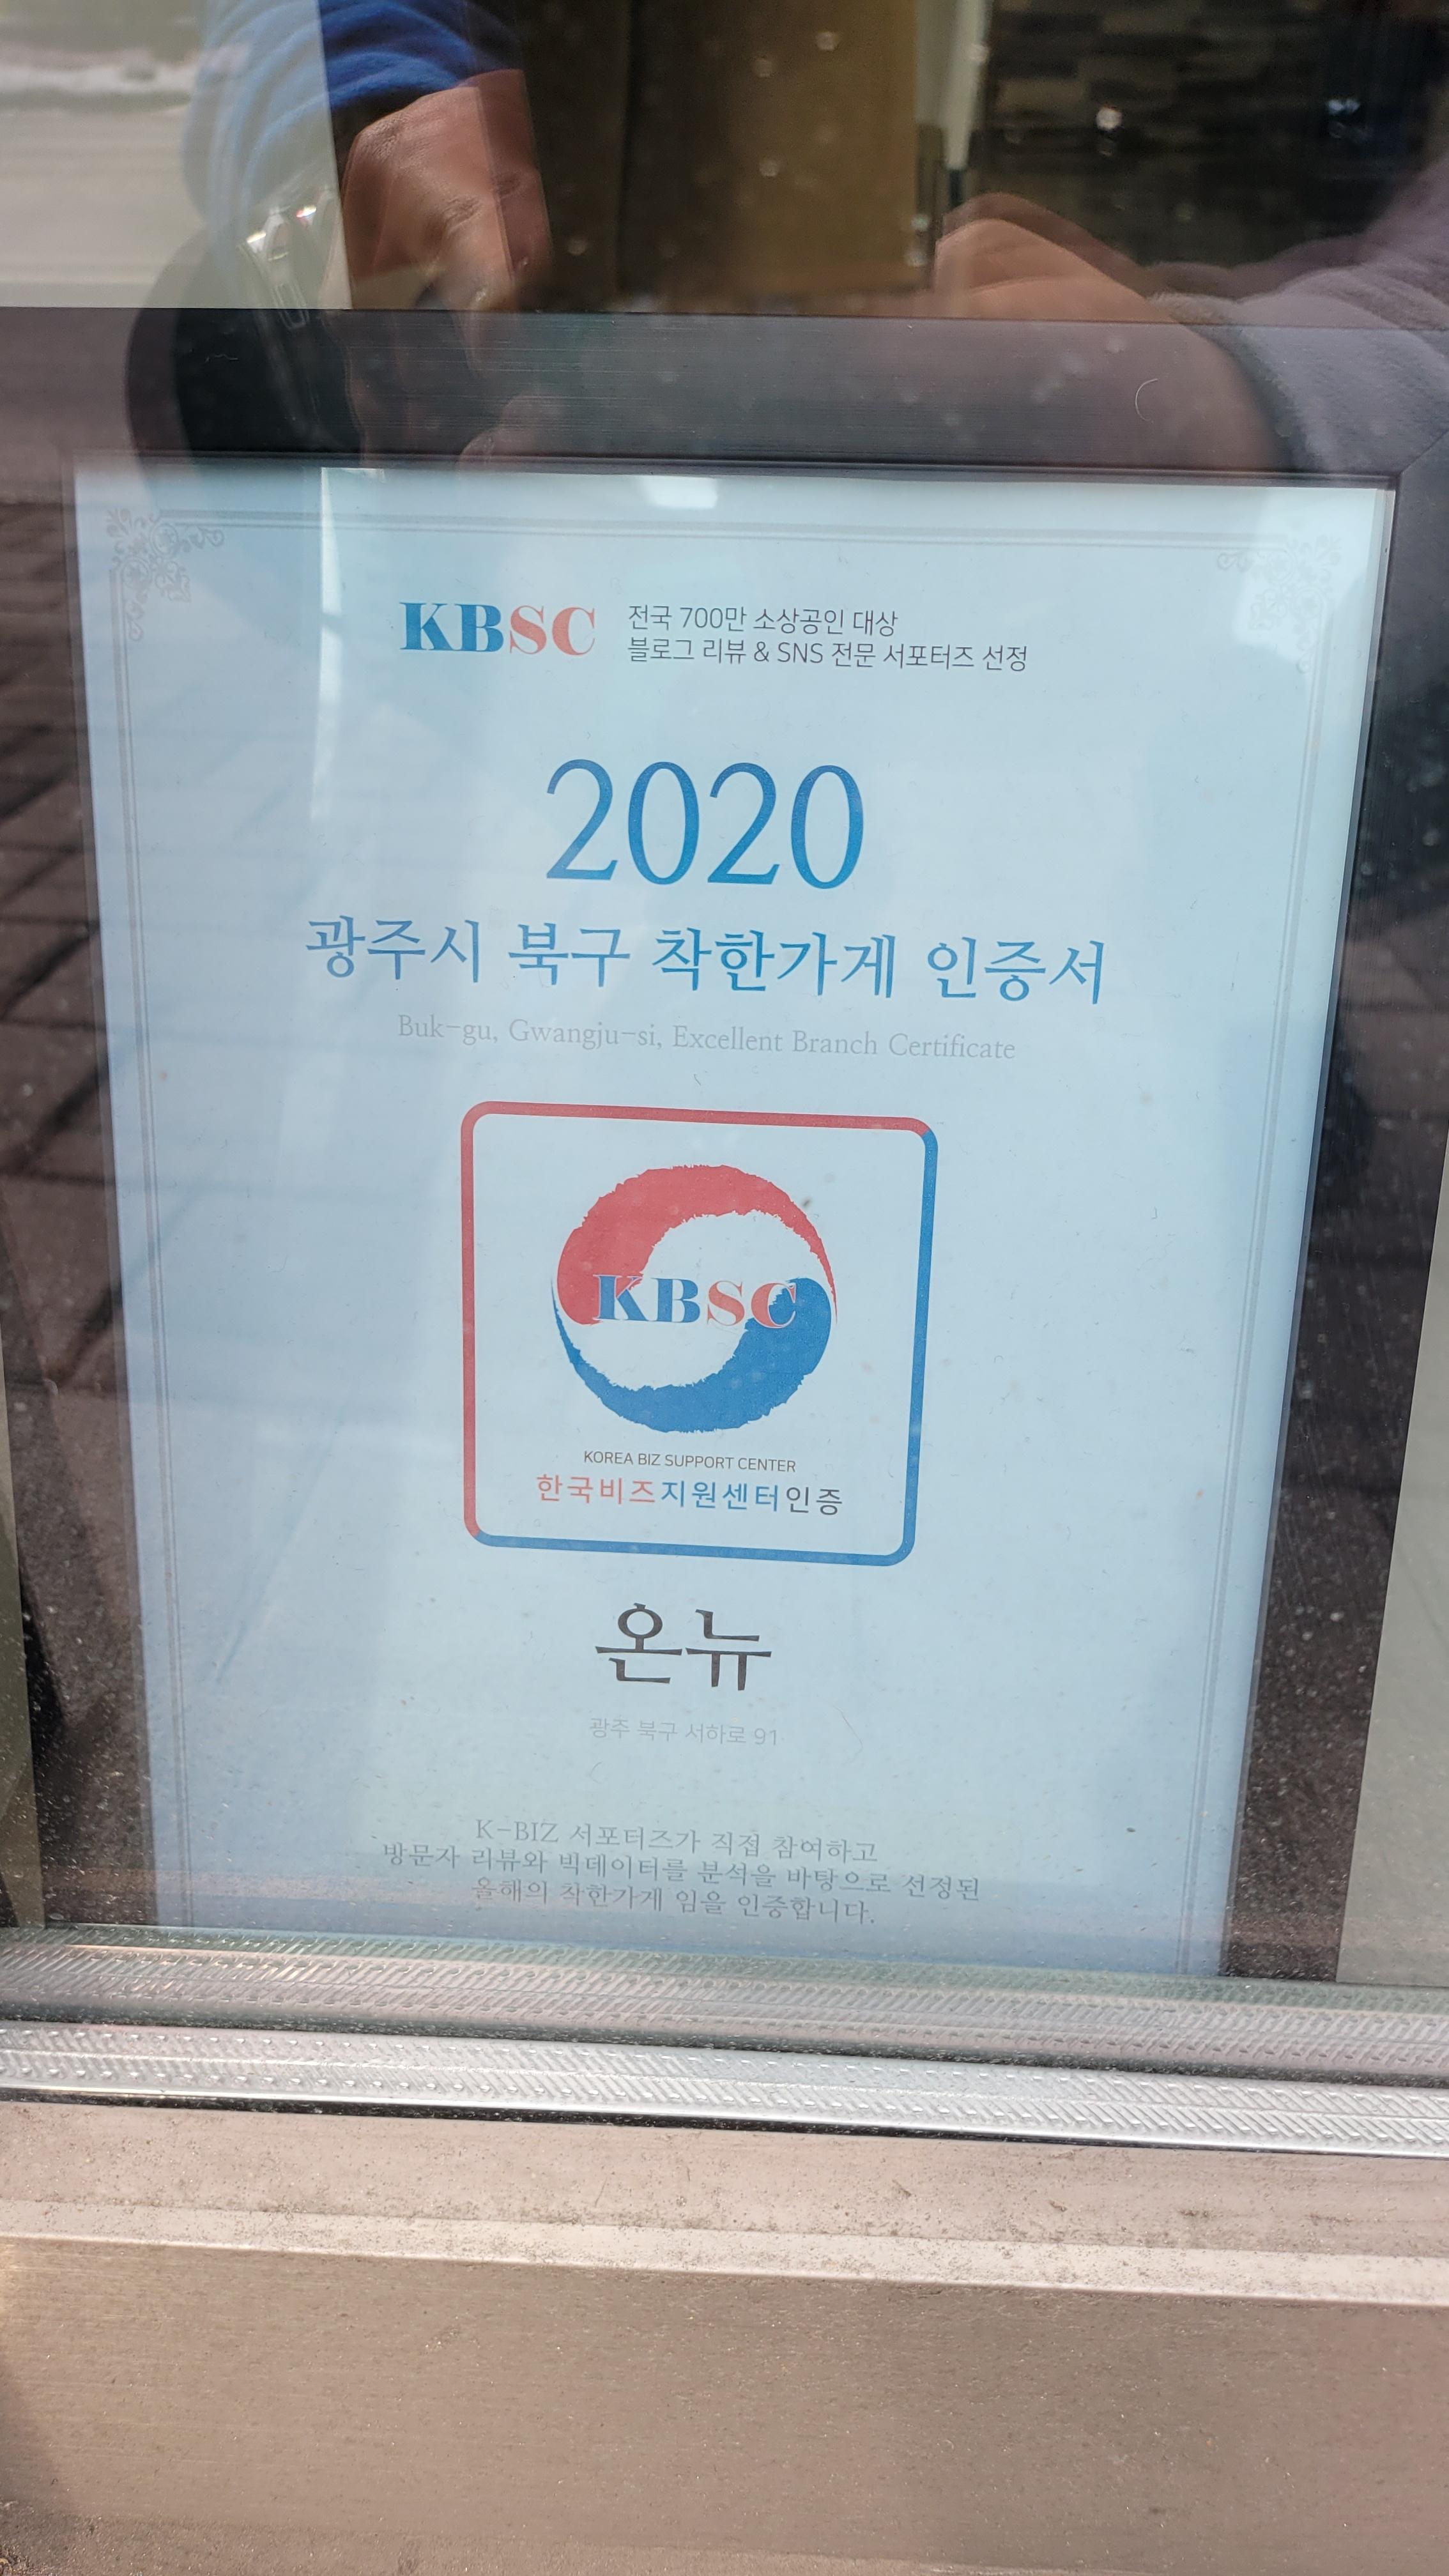 KBSC 전국 700만 소상공인 대상
블로그 리뷰 & SNS 전문 서포터즈 선정
2020
광주시 북구 착한가게 인증서
Buk-gu, Gwangju-si, Excellent Branch Certificate
KBSC
KOREA BIZ SUPPORT CENTER
한국비즈지원센터인증
온뉴
광주 북구 서하로 91
K-BIZ 서포터즈가 직접 참여하고
방문자 리뷰와 빅데이터를 분석을 바탕으로 선정된
올해의 착한가게 임을 인증합니다.